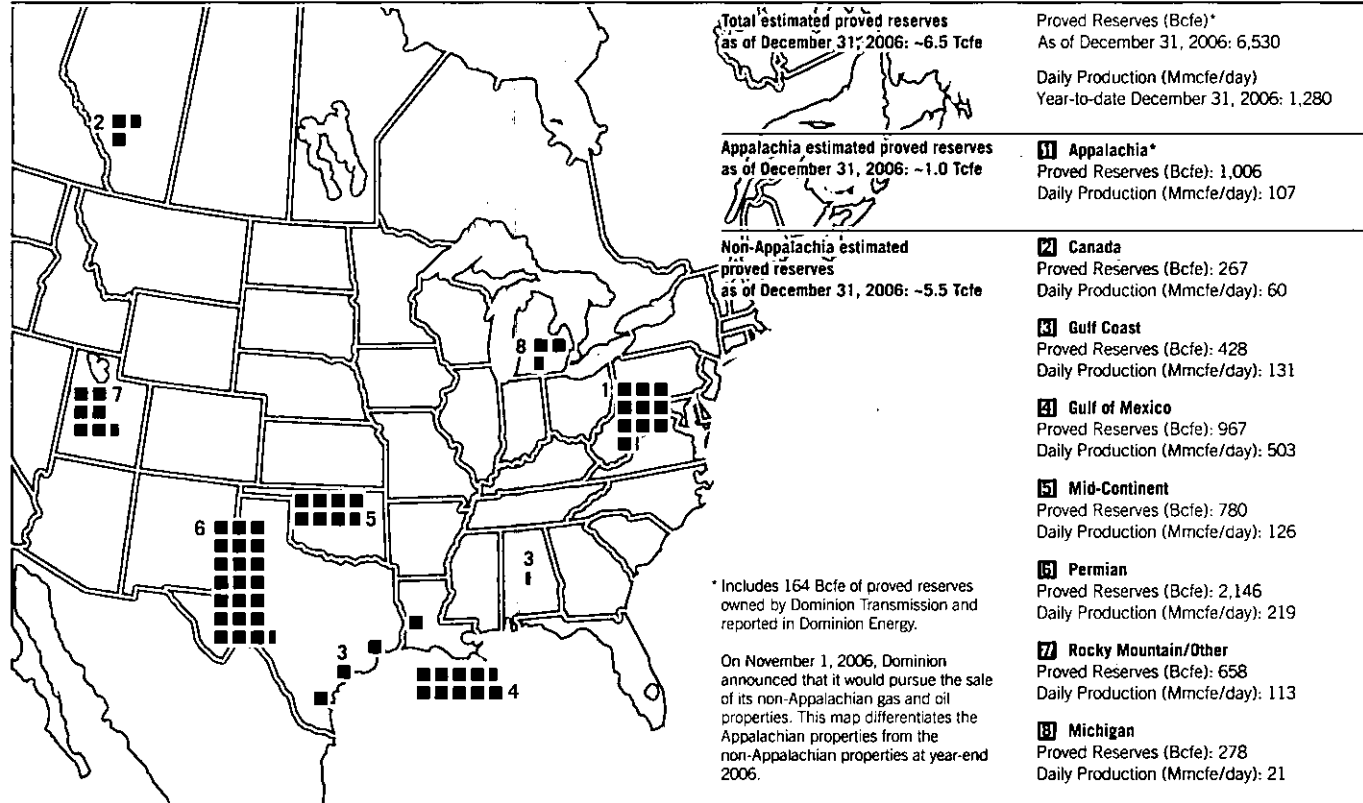 Total estimated proved reserves
as of December 31, 2006: ~6.5 Tcfe
Proved Reserves (Bcfe)*
As of December 31, 2006: 6,530
Daily Production (Mmcfe/day)
Year-to-date December 31, 2006: 1,280
Appalachia estimated proved reserves
as of December 31, 2006: ~1.0 Tcfe
1 Appalachia*
Proved Reserves (Bcfe): 1,006
Daily Production (Mmcfe/day): 107
Non-Appalachia estimated
proved reserves
as of December 31, 2006: ~5.5 Tcfe
2 Canada
Proved Reserves (Bcfe): 267
Daily Production (Mmcfe/day): 60
3 Gulf Coast
Proved Reserves (Bcfe): 428
Daily Production (Mmcfe/day): 131
4 Gulf of Mexico
Proved Reserves (Bcfe): 967
Daily Production (Mmcfe/day): 503
5 Mid-Continent
Proved Reserves (Bcfe): 780
Daily Production (Mmcfe/day): 126
6 Permian
Proved Reserves (Bcfe): 2,146
Daily Production (Mmcfe/day): 219
7 Rocky Mountain/Other
Proved Reserves (Bcfe): 658
Daily Production (Mmcfe/day): 113
8 Michigan
Proved Reserves (Bcfe): 278
Daily Production (Mmcfe/day): 21
* Includes 164 Bcfe of proved reserves
owned by Dominion Transmission and
reported in Dominion Energy.
On November 1, 2006, Dominion
announced that it would pursue the sale
of its non-Appalachian gas and oil
properties. This map differentiates the
Appalachian properties from the
non-Appalachian properties at year-end
2006.
2
8
7
1
5
6
3
3
4